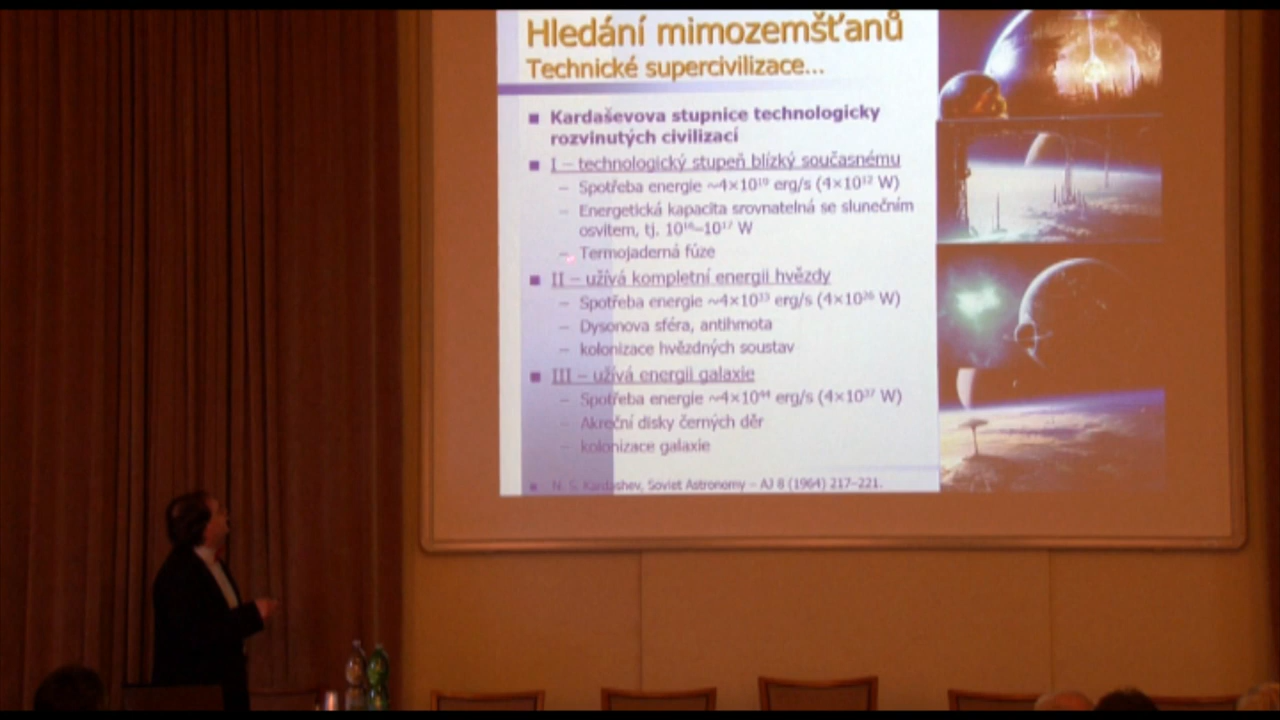 Hledání mimozemšťanů
Technické supercivilizace...
Kardaševova stupnice technologicky
rozvinutých civilizací
I – technologický stupeň blízký současnému
– Spotřeba energie ~4×10¹⁹ erg/s (4×10¹² W)
– Energetická kapacita srovnatelná se slunečním
osvitem, tj. 10¹⁶–10¹⁷ W
– Termojaderná fúze
II – užívá kompletní energii hvězdy
– Spotřeba energie ~4×10³³ erg/s (4×10²⁶ W)
– Dysonova sféra, antihmota
– kolonizace hvězdných soustav
III – užívá energii galaxie
– Spotřeba energie ~4×10⁴⁴ erg/s (4×10³⁷ W)
– Akreční disky černých děr
– kolonizace galaxie
N. S. Kardashev, Soviet Astronomy – AJ 8 (1964) 217–221.